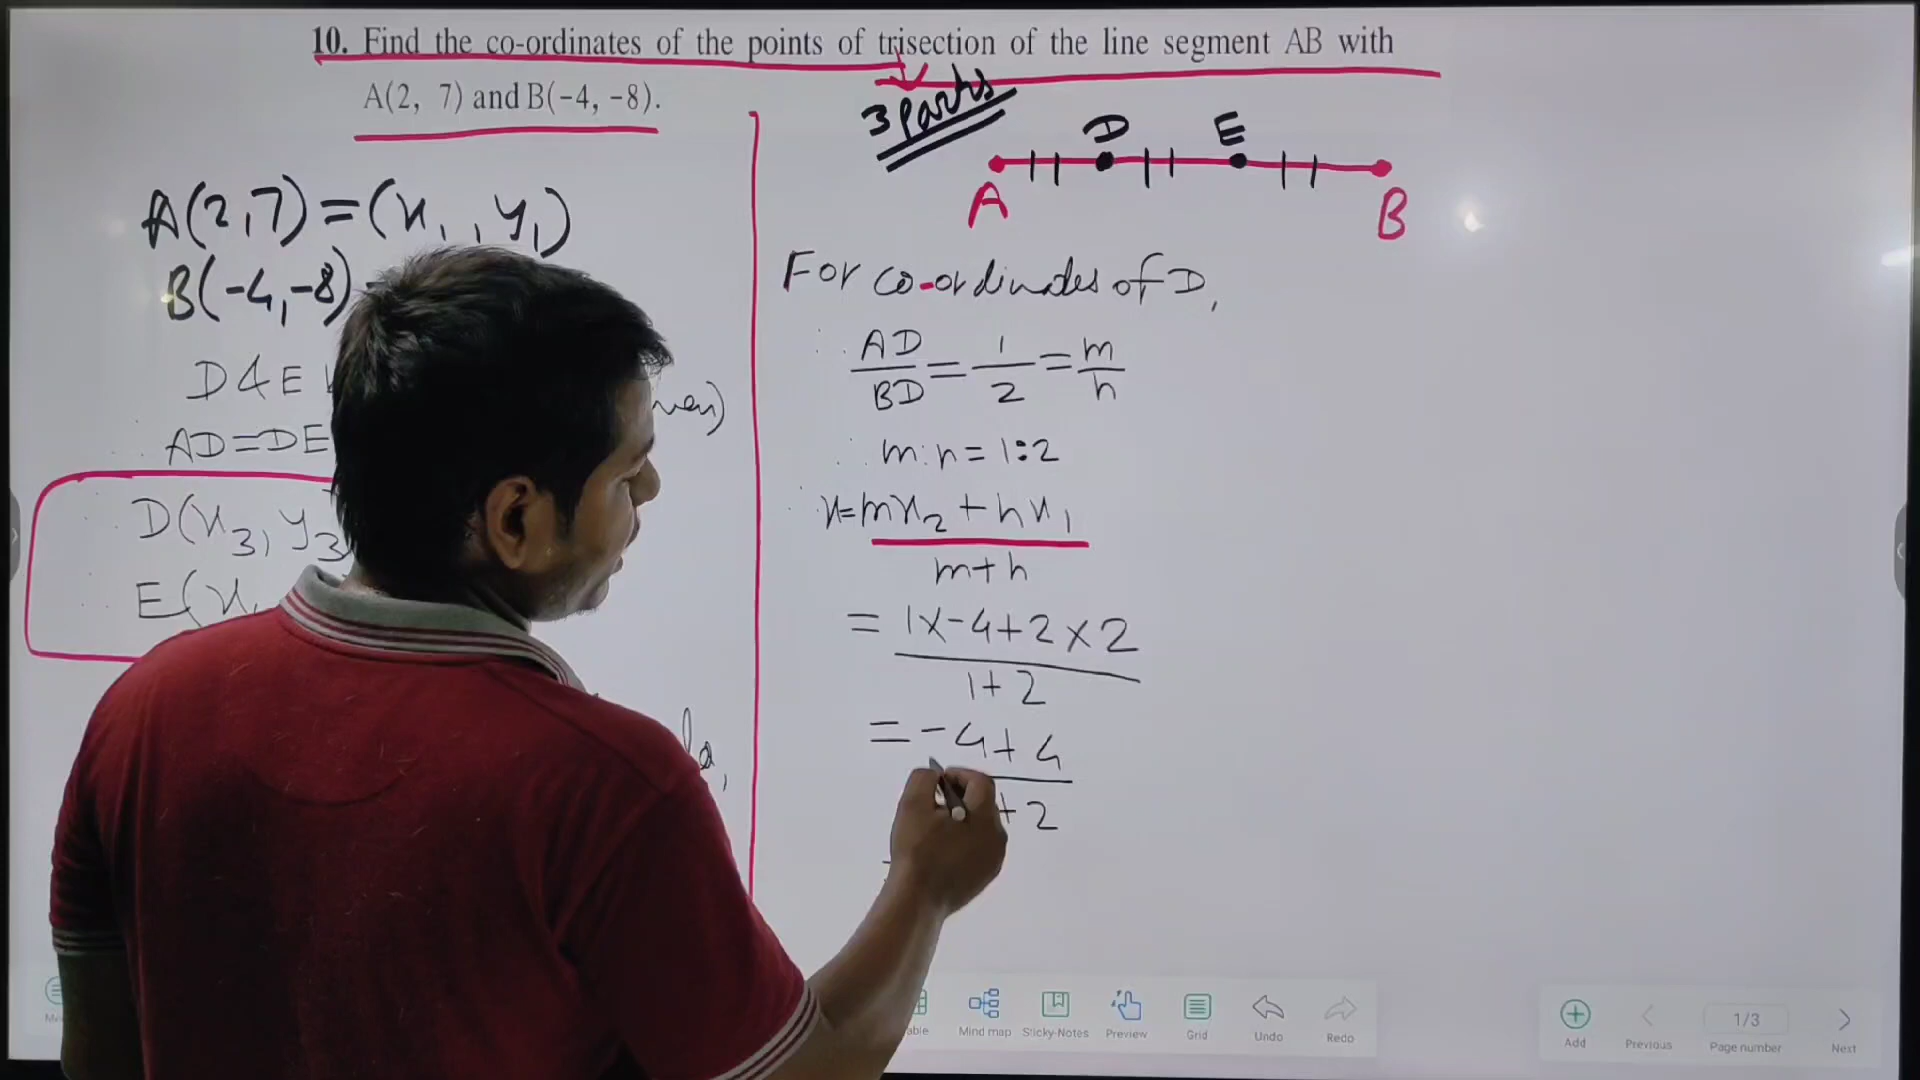 10. Find the co-ordinates of the points of trisection of the line segment AB with
A(2, 7) and B(-4, -8).
3 Parts
D E
A B
A(2,7)=(x₁, y₁)
B(-4,-8)
D & E
AD=DE
D(x₃, y₃
E(x
For co-ordinates of D,
AD/BD = 1/2 = m/n
m:n = 1:2
x = mx₂ + nx₁
m+n
= 1×-4+2×2
1+2
= -4+4
+2
Mind map Sticky-Notes Preview Grid Undo Redo
Add Previous 1/3 Page number Next